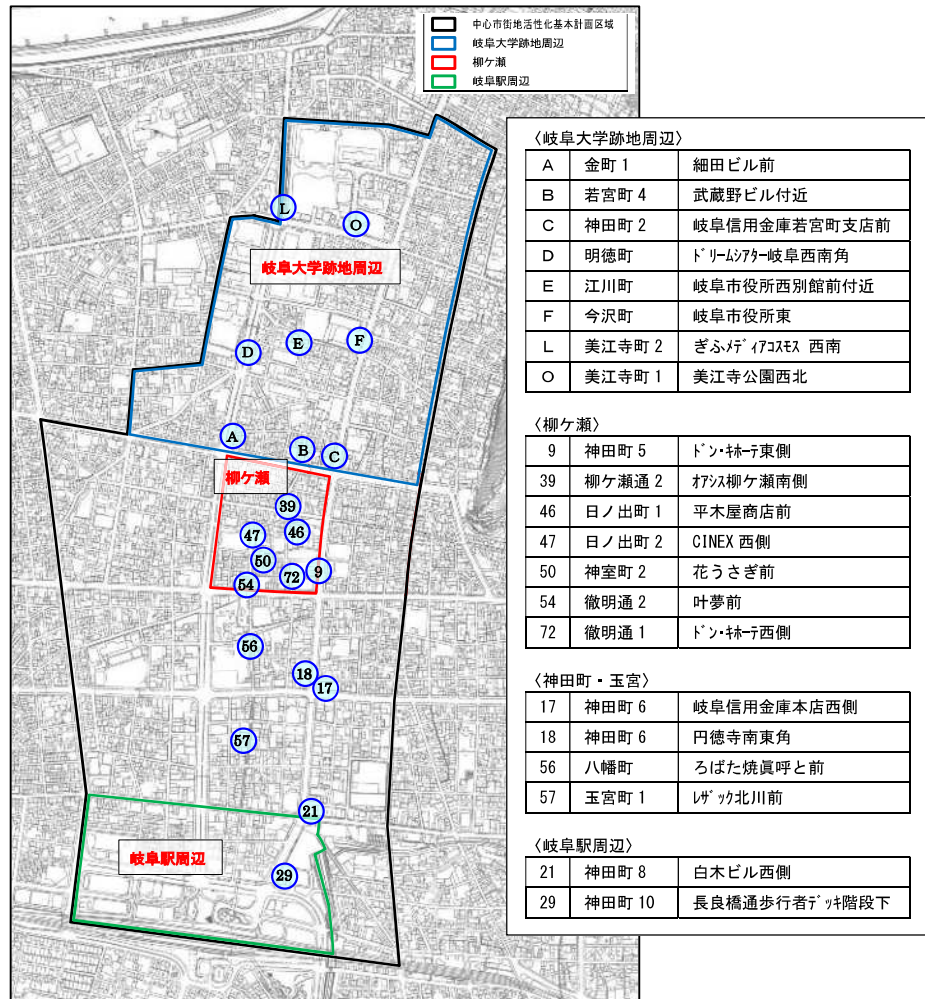 中心市街地活性化基本計画区域
岐阜大学跡地周辺
柳ケ瀬
岐阜駅周辺
L
O
岐阜大学跡地周辺
D
E
F
A
B
C
柳ケ瀬
39
47
46
50
54
72
9
56
18
17
57
21
岐阜駅周辺
29
〈岐阜大学跡地周辺〉
A 金町 1 細田ビル前
B 若宮町 4 武蔵野ビル付近
C 神田町 2 岐阜信用金庫若宮町支店前
D 明徳町 ドリームシアター岐阜西南角
E 江川町 岐阜市役所西別館前付近
F 今沢町 岐阜市役所東
L 美江寺町 2 ぎふメディアコスモス 西南
O 美江寺町 1 美江寺公園西北
〈柳ケ瀬〉
9 神田町 5 ドン・キホーテ東側
39 柳ケ瀬通 2 オアシス柳ケ瀬南側
46 日ノ出町 1 平木屋商店前
47 日ノ出町 2 CINEX 西側
50 神室町 2 花うさぎ前
54 徹明通 2 叶夢前
72 徹明通 1 ドン・キホーテ西側
〈神田町・玉宮〉
17 神田町 6 岐阜信用金庫本店西側
18 神田町 6 円徳寺南東角
56 八幡町 ろばた焼眞呼と前
57 玉宮町 1 レザック北川前
〈岐阜駅周辺〉
21 神田町 8 白木ビル西側
29 神田町 10 長良橋通歩行者デッキ階段下